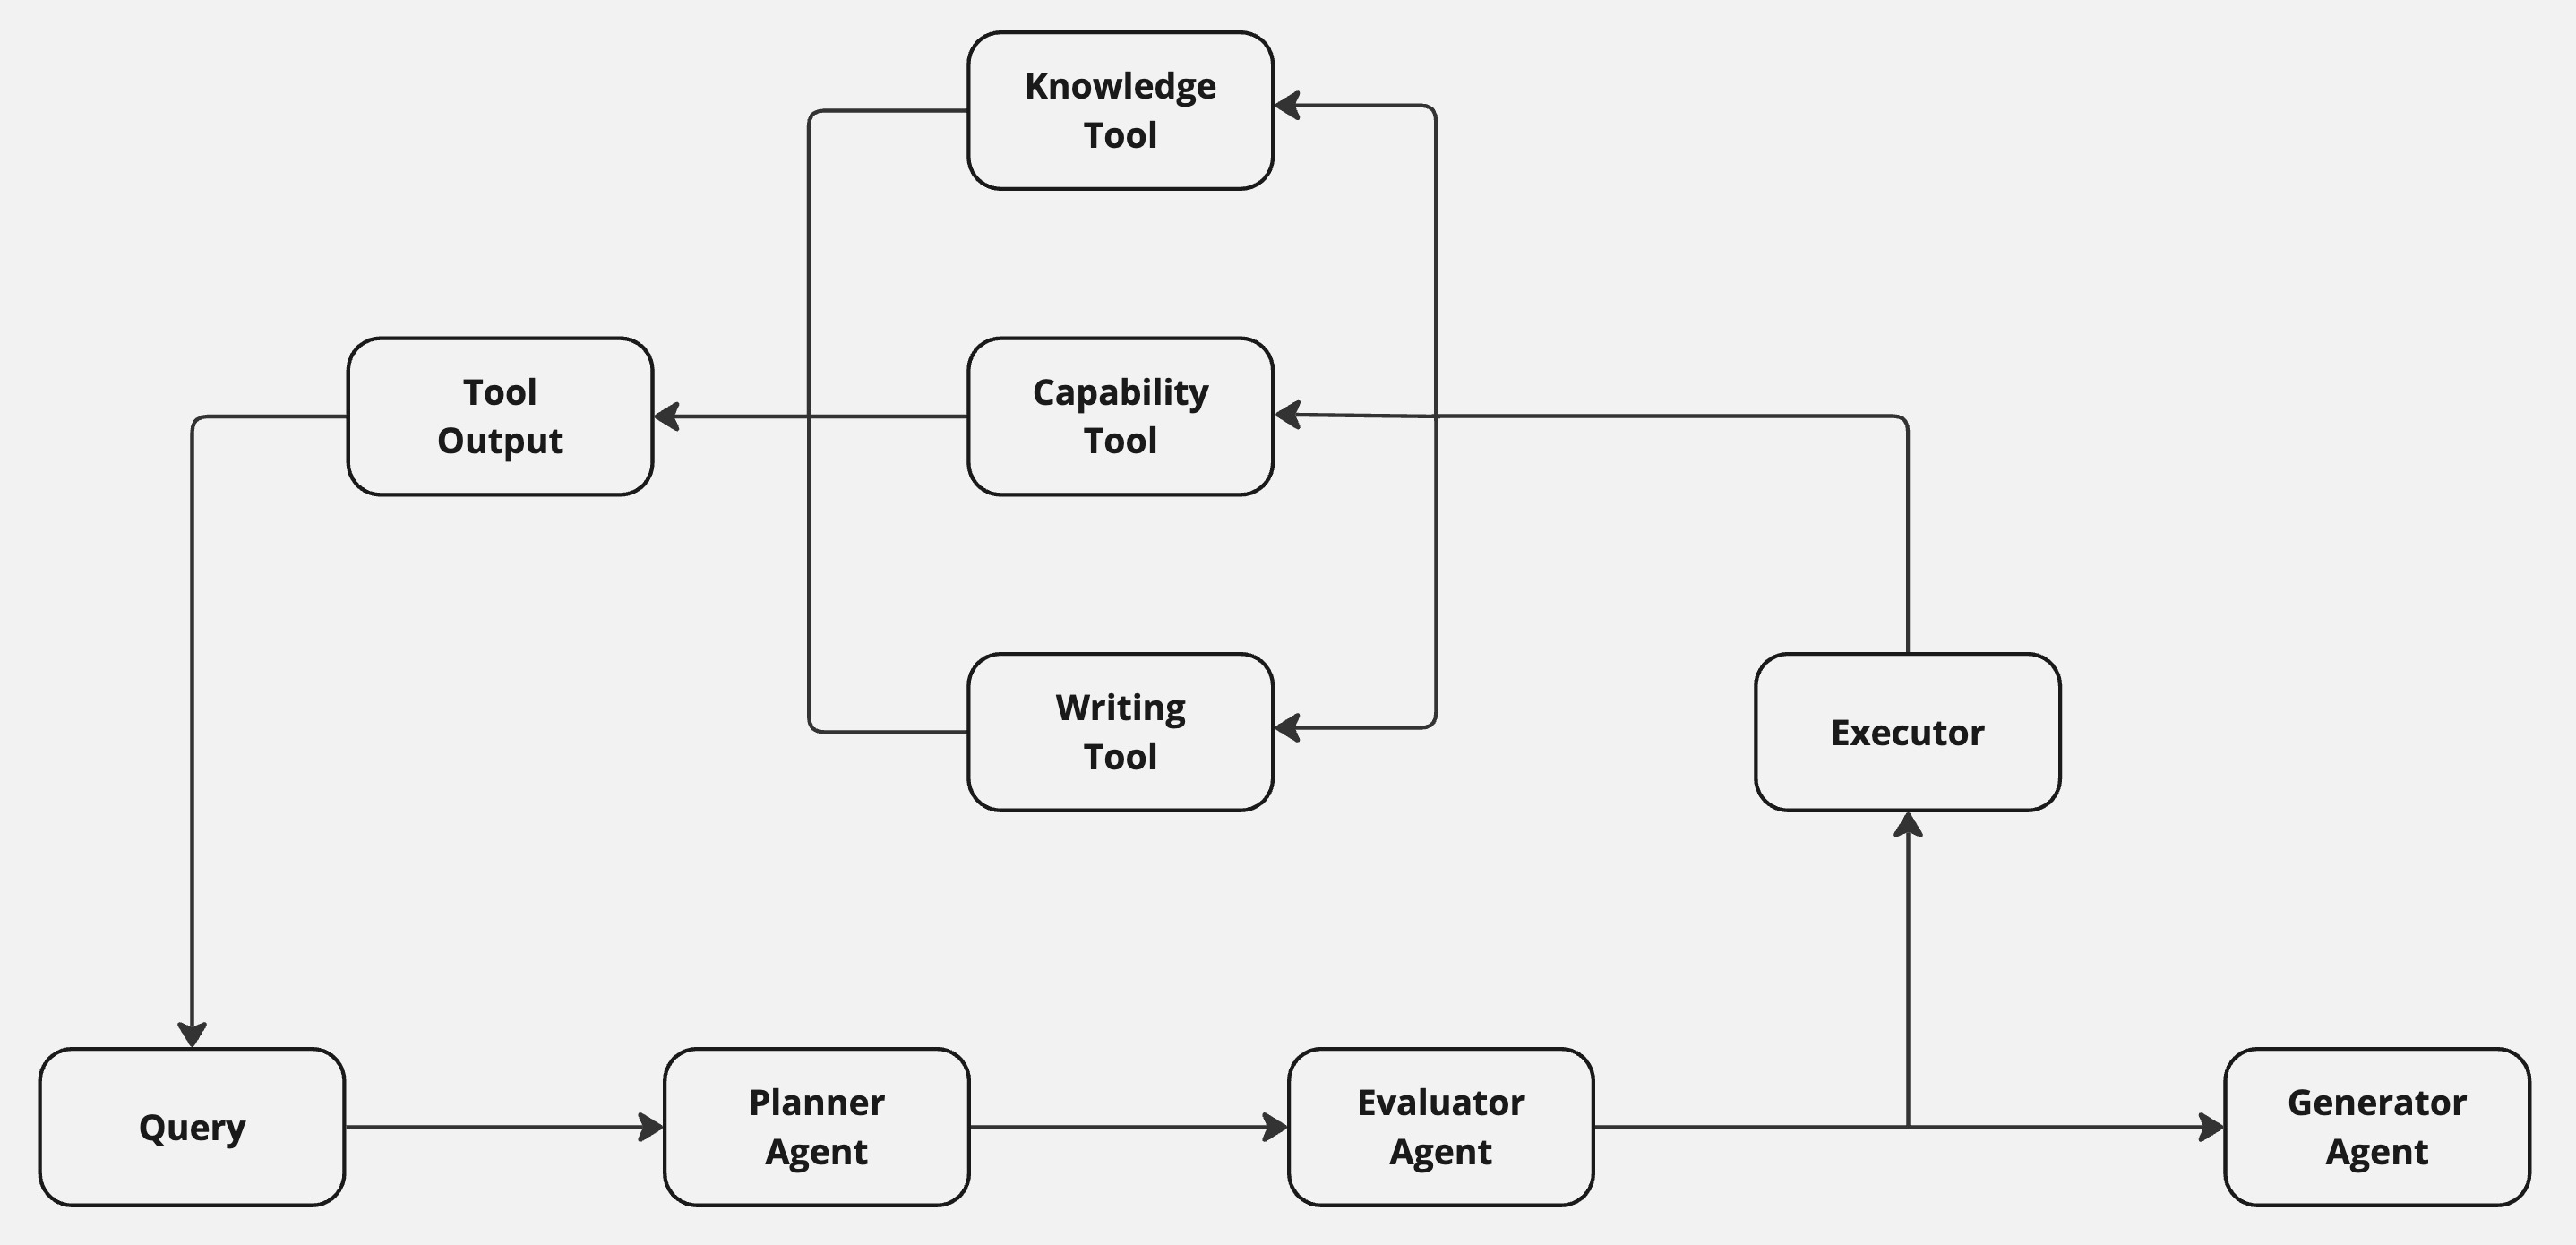 Knowledge
Tool
Tool
Output
Capability
Tool
Writing
Tool
Executor
Query
Planner
Agent
Evaluator
Agent
Generator
Agent